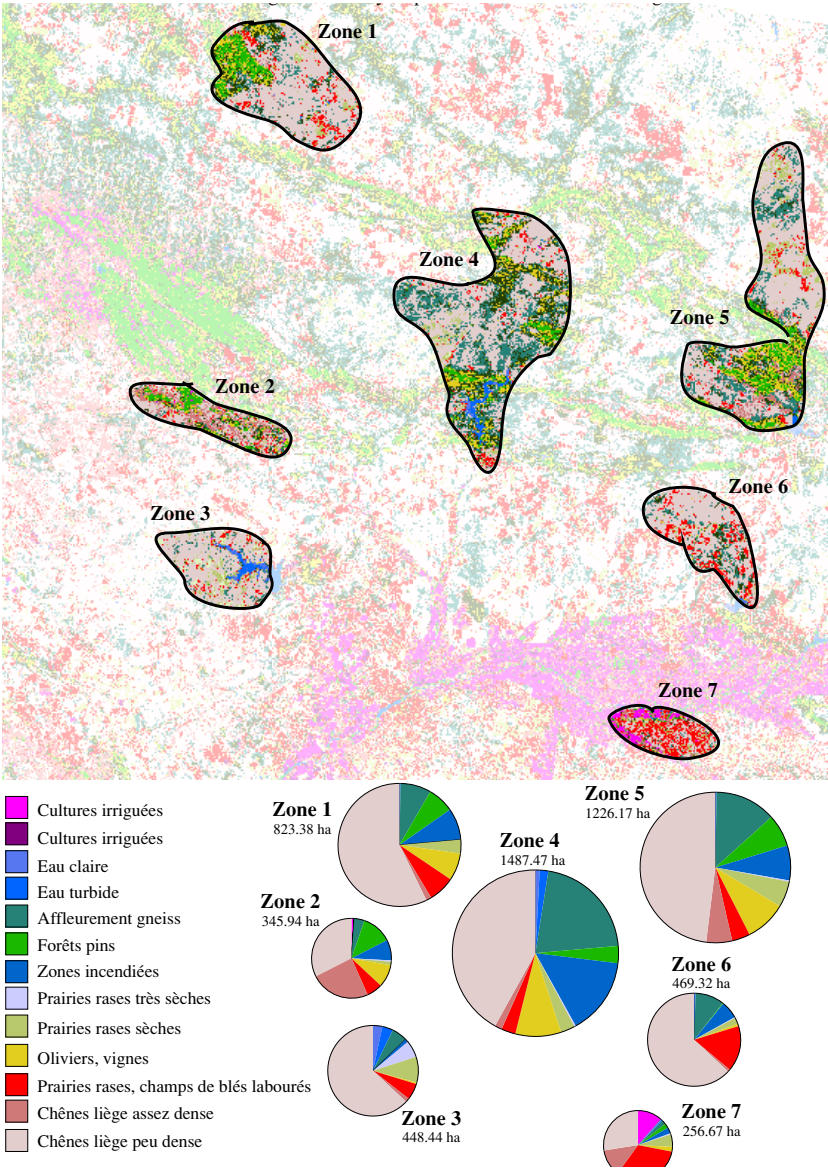 Zone 1
Zone 4
Zone 5
Zone 2
Zone 6
Zone 3
Zone 7
Cultures irriguées
Cultures irriguées
Eau claire
Eau turbide
Affleurement gneiss
Forêts pins
Zones incendiées
Prairies rases très sèches
Prairies rases sèches
Oliviers, vignes
Prairies rases, champs de blés labourés
Chênes liège assez dense
Chênes liège peu dense
Zone 1
823.38 ha
Zone 2
345.94 ha
Zone 3
448.44 ha
Zone 4
1487.47 ha
Zone 5
1226.17 ha
Zone 6
469.32 ha
Zone 7
256.67 ha